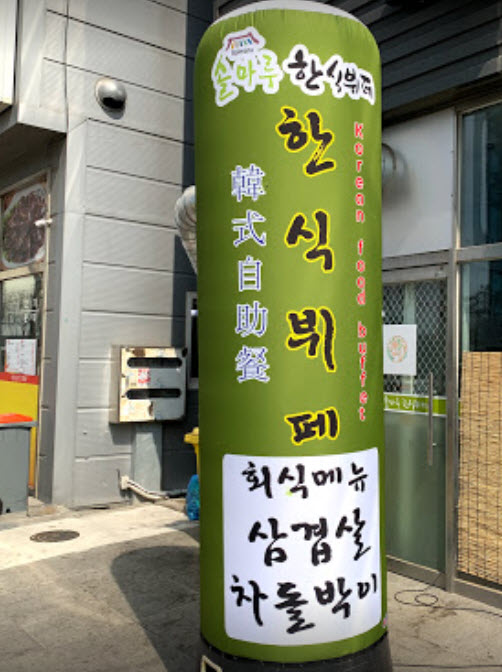 솔마루 한식뷔페
한식뷔페
韓式自助餐
Korean food buffet
회식메뉴
삼겹살
차돌박이